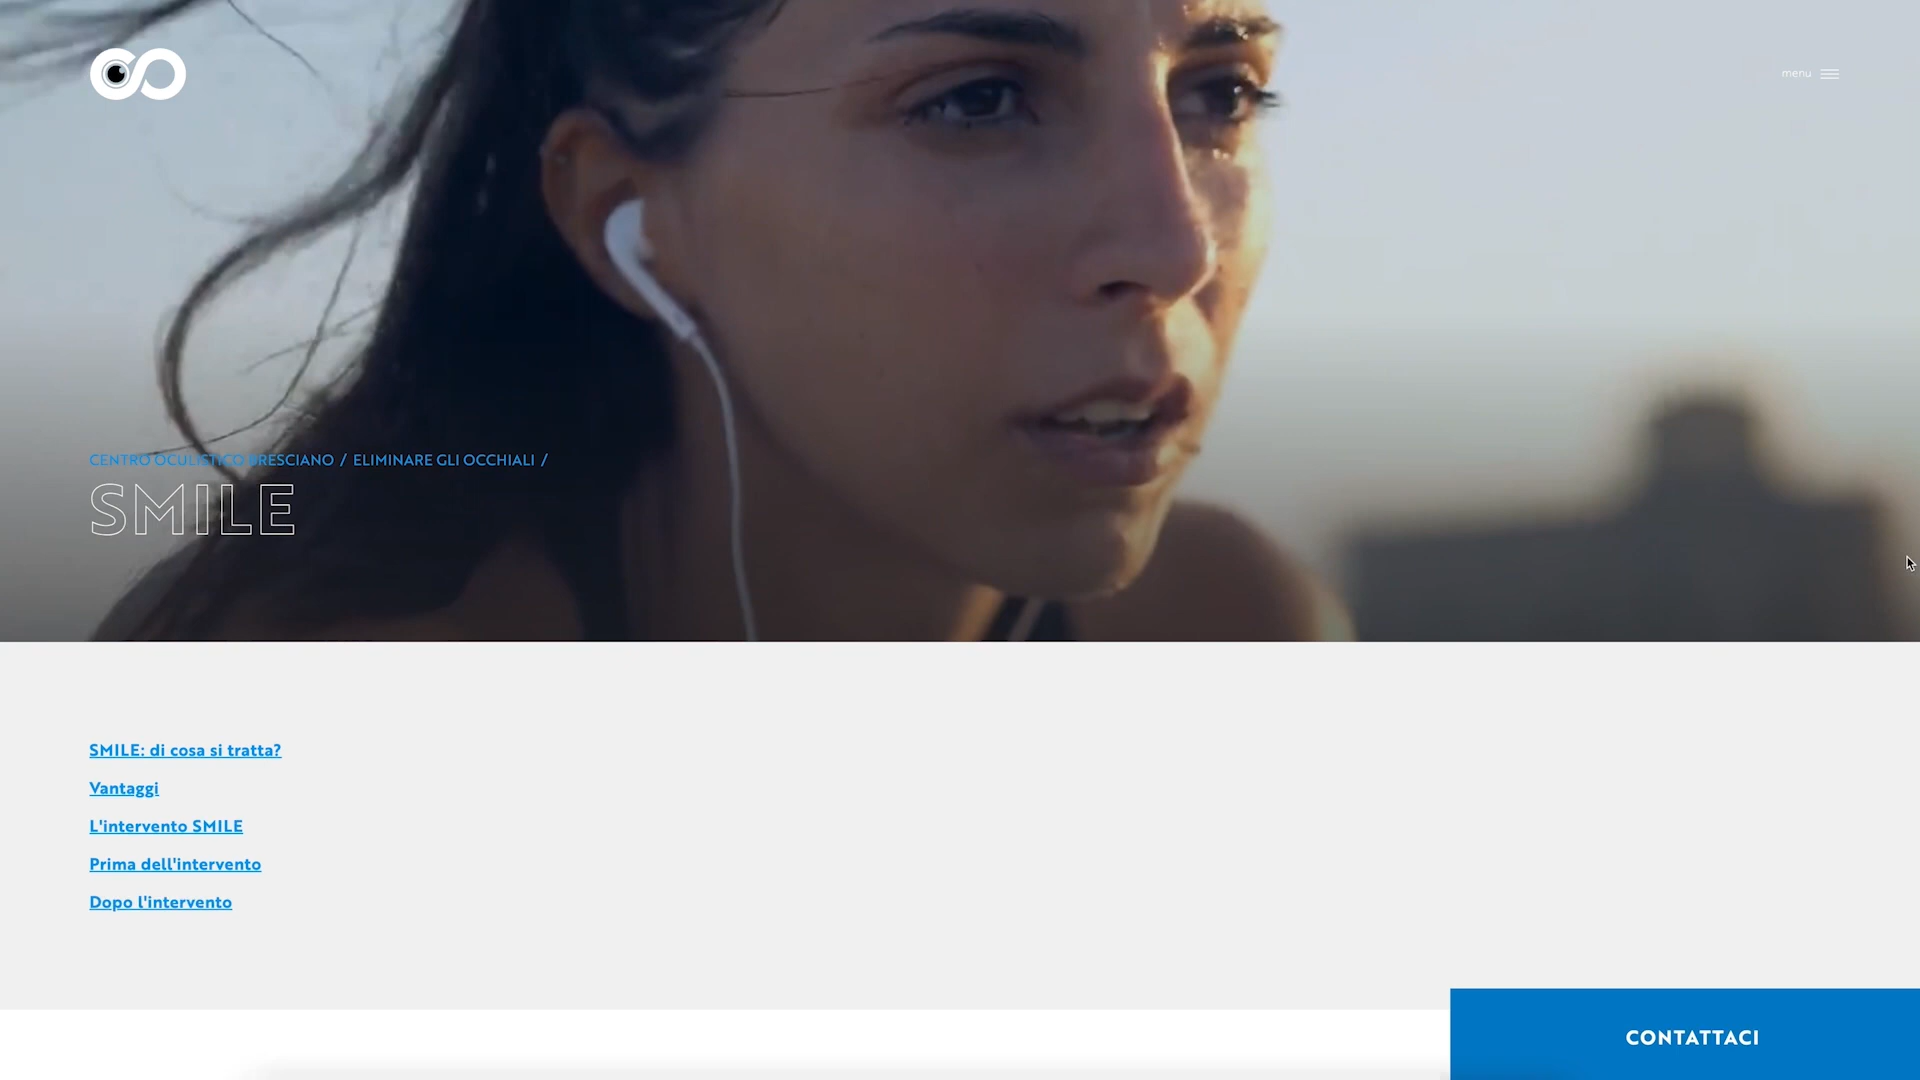 menu
CENTRO OCULISTICO BRESCIANO / ELIMINARE GLI OCCHIALI /
SMILE
SMILE: di cosa si tratta?
Vantaggi
L'intervento SMILE
Prima dell'intervento
Dopo l'intervento
CONTATTACI